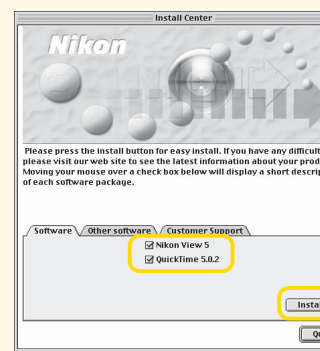 Install Center
Nikon
Please press the install button for easy install. If you have any difficult
please visit our web site to see the latest information about your prod
Moving your mouse over a check box below will display a short descrip
of each software package.
Software Other software Customer Support
Nikon View 5
QuickTime 5.0.2
Insta
Qu